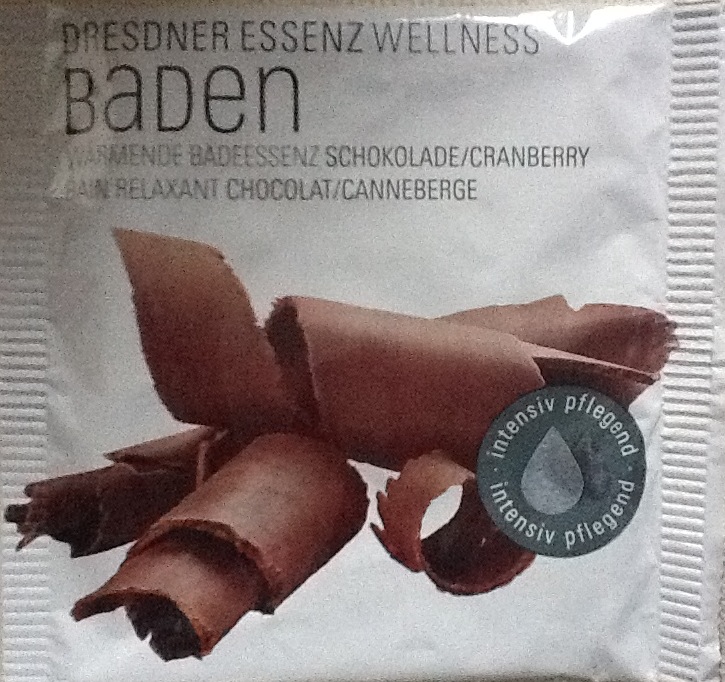 DRESDNER ESSENZ WELLNESS
BaDen
WÄRMENDE BADEESSENZ SCHOKOLADE/CRANBERRY
BAIN RELAXANT CHOCOLAT/CANNEBERGE
· intensiv pflegend ·
intensiv pflegend